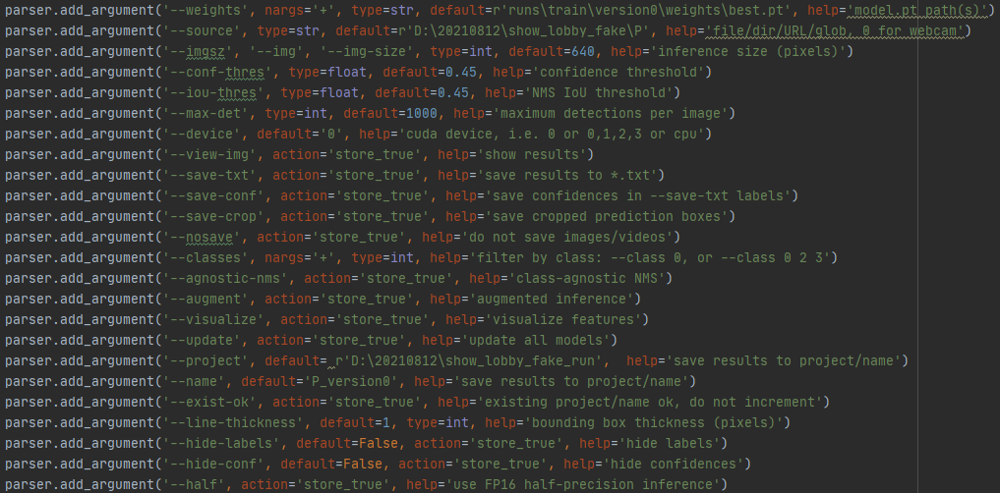 parser.add_argument('--weights', nargs='+', type=str, default=r'runs\train\version0\weights\best.pt', help='model.pt path(s)')
parser.add_argument('--source', type=str, default=r'D:\20210812\show_lobby_fake\P', help='file/dir/URL/glob, 0 for webcam')
parser.add_argument('--imgsz', '--img', '--img-size', type=int, default=640, help='inference size (pixels)')
parser.add_argument('--conf-thres', type=float, default=0.45, help='confidence threshold')
parser.add_argument('--iou-thres', type=float, default=0.45, help='NMS IoU threshold')
parser.add_argument('--max-det', type=int, default=1000, help='maximum detections per image')
parser.add_argument('--device', default='0', help='cuda device, i.e. 0 or 0,1,2,3 or cpu')
parser.add_argument('--view-img', action='store_true', help='show results')
parser.add_argument('--save-txt', action='store_true', help='save results to *.txt')
parser.add_argument('--save-conf', action='store_true', help='save confidences in --save-txt labels')
parser.add_argument('--save-crop', action='store_true', help='save cropped prediction boxes')
parser.add_argument('--nosave', action='store_true', help='do not save images/videos')
parser.add_argument('--classes', nargs='+', type=int, help='filter by class: --class 0, or --class 0 2 3')
parser.add_argument('--agnostic-nms', action='store_true', help='class-agnostic NMS')
parser.add_argument('--augment', action='store_true', help='augmented inference')
parser.add_argument('--visualize', action='store_true', help='visualize features')
parser.add_argument('--update', action='store_true', help='update all models')
parser.add_argument('--project', default= r'D:\20210812\show_lobby_fake_run',  help='save results to project/name')
parser.add_argument('--name', default='P_version0', help='save results to project/name')
parser.add_argument('--exist-ok', action='store_true', help='existing project/name ok, do not increment')
parser.add_argument('--line-thickness', default=1, type=int, help='bounding box thickness (pixels)')
parser.add_argument('--hide-labels', default=False, action='store_true', help='hide labels')
parser.add_argument('--hide-conf', default=False, action='store_true', help='hide confidences')
parser.add_argument('--half', action='store_true', help='use FP16 half-precision inference')